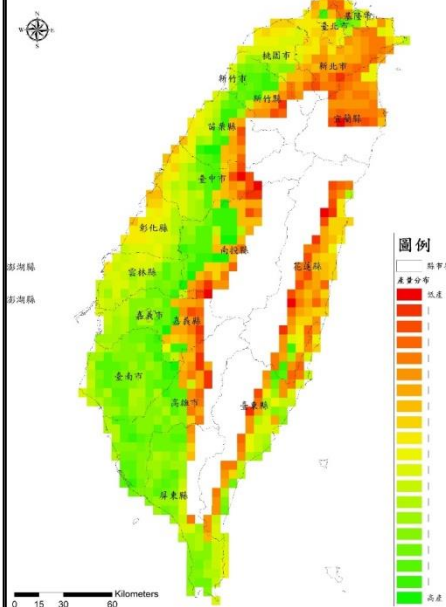 N
W
E
S
基隆市
臺北市
桃園市
新北市
新竹市
新竹縣
宜蘭縣
苗栗縣
臺中市
彰化縣
南投縣
花蓮縣
雲林縣
澎湖縣
澎湖縣
嘉義市
嘉義縣
臺南市
高雄市
臺東縣
屏東縣
圖例
縣市
產量分布
低產
高產
Kilometers
0 15 30 60